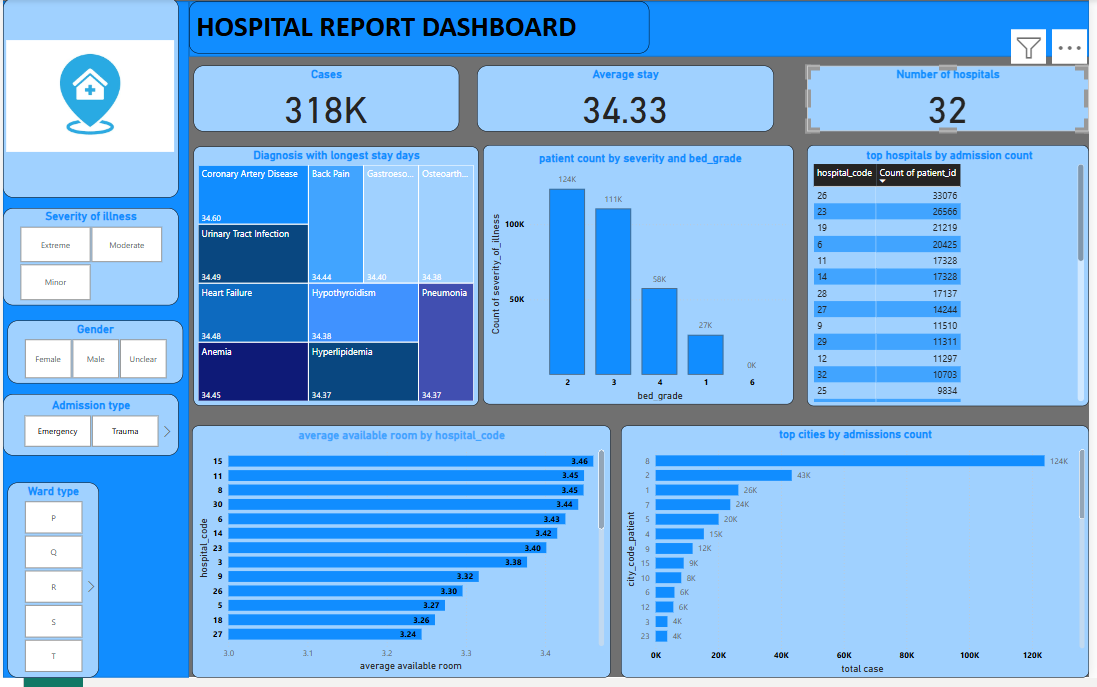 HOSPITAL REPORT DASHBOARD
Cases
318K
Average stay
34.33
Number of hospitals
32
Severity of illness
Extreme
Moderate
Minor
Gender
Female
Male
Unclear
Admission type
Emergency
Trauma
Ward type
P
Q
R
S
T
Diagnosis with longest stay days
Coronary Artery Disease
34.60
Urinary Tract Infection
34.49
Heart Failure
34.48
Anemia
34.45
Back Pain
34.44
Gastroeso...
34.40
Osteoarth...
34.38
Hypothyroidism
34.38
Hyperlipidemia
34.37
Pneumonia
34.37
patient count by severity and bed_grade
Count of severity_of_illness
100K
50K
124K
111K
58K
27K
0K
2 3 4 1 6
bed_grade
top hospitals by admission count
hospital_code Count of patient_id
26 33076
23 26566
19 21219
6 20425
11 17328
14 17328
28 17137
27 14244
9 11510
29 11311
12 11297
32 10703
25 9834
average available room by hospital_code
hospital_code
15 3.46
11 3.45
8 3.45
30 3.44
6 3.43
14 3.42
23 3.40
3 3.38
9 3.32
26 3.30
5 3.27
18 3.26
27 3.24
3.0 3.1 3.2 3.3 3.4
average available room
top cities by admissions count
city_code_patient
8 124K
2 43K
1 26K
7 24K
5 20K
4 15K
9 12K
15 9K
10 8K
6 6K
12 6K
3 4K
23 4K
0K 20K 40K 60K 80K 100K 120K
total case